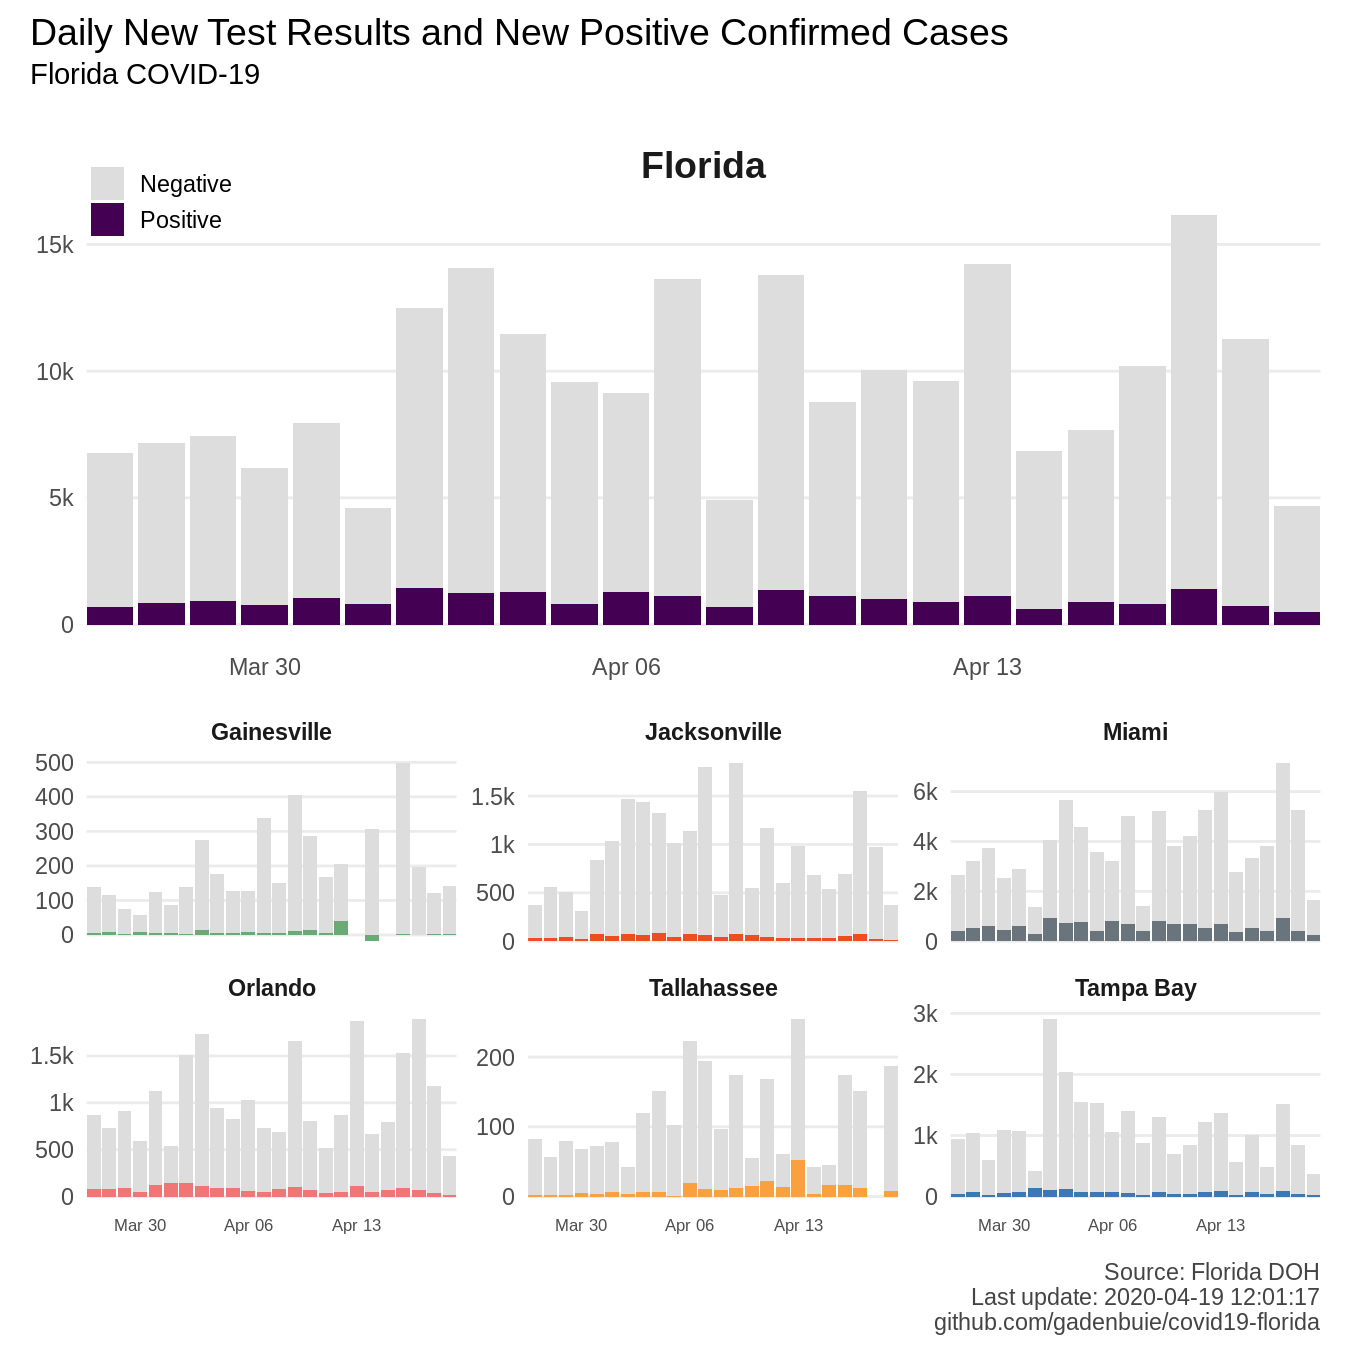 Daily New Test Results and New Positive Confirmed Cases
Florida COVID-19
Florida
Negative
Positive
15k
10k
5k
0
Mar 30 Apr 06 Apr 13
Gainesville
500
400
300
200
100
0
Jacksonville
1.5k
1k
500
0
Miami
6k
4k
2k
0
Orlando
1.5k
1k
500
0
Mar 30 Apr 06 Apr 13
Tallahassee
200
100
0
Mar 30 Apr 06 Apr 13
Tampa Bay
3k
2k
1k
0
Mar 30 Apr 06 Apr 13
Source: Florida DOH
Last update: 2020-04-19 12:01:17
github.com/gadenbuie/covid19-florida